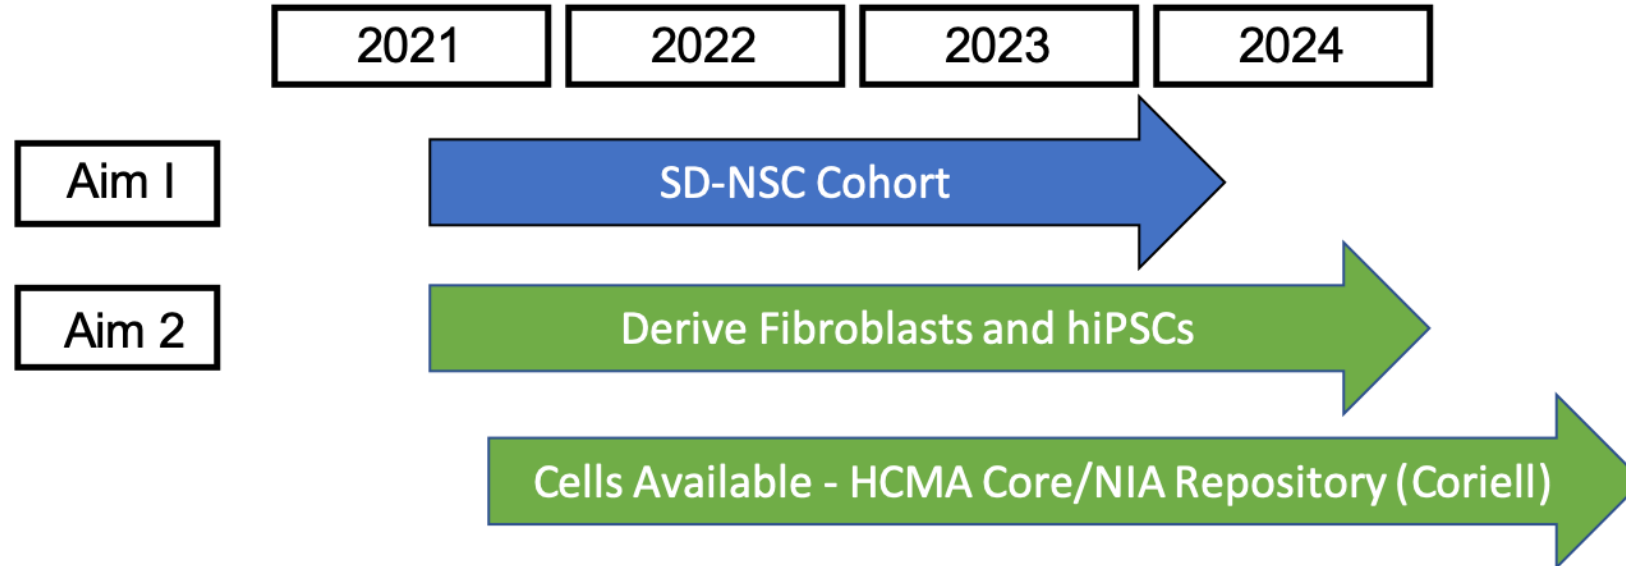 2021 2022 2023 2024
Aim I
SD-NSC Cohort
Aim 2
Derive Fibroblasts and hiPSCs
Cells Available - HCMA Core/NIA Repository (Coriell)